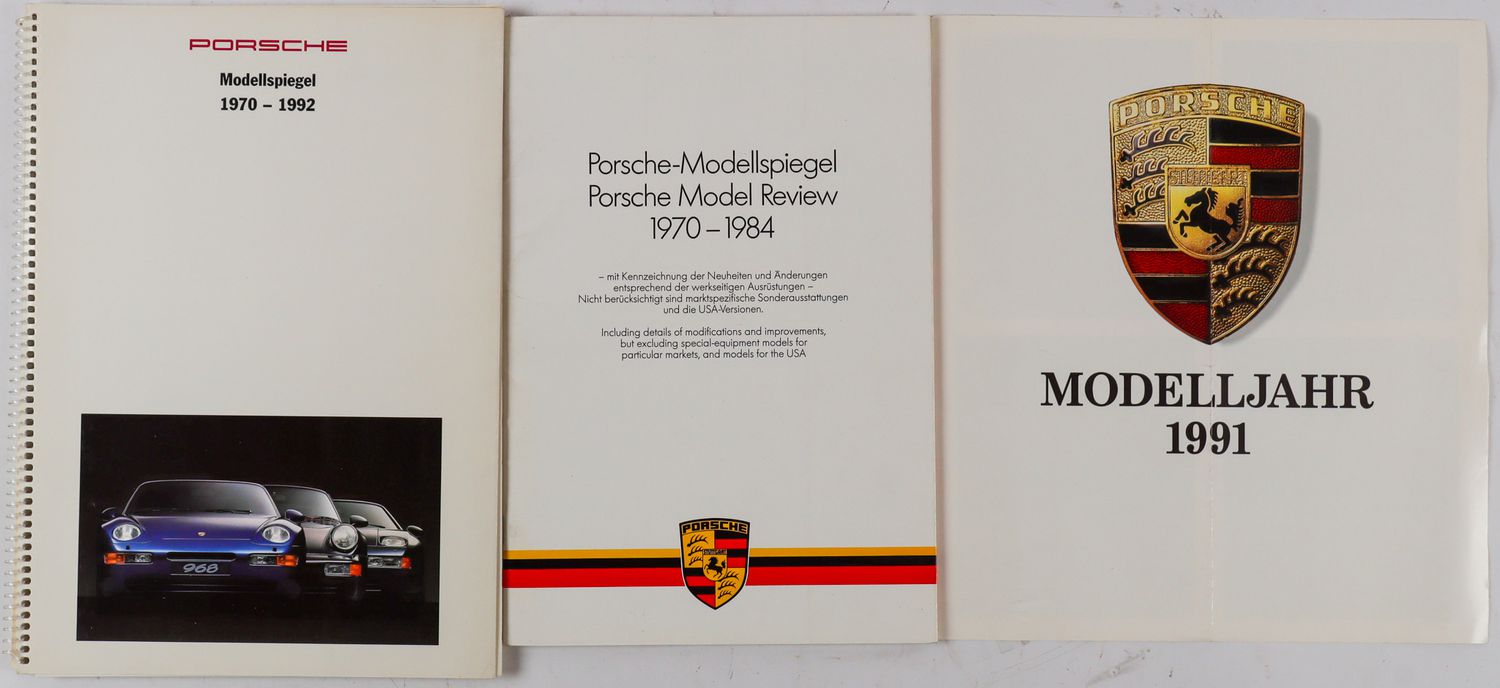 PORSCHE
Modellspiegel
1970 – 1992
968
Porsche-Modellspiegel
Porsche Model Review
1970 – 1984
– mit Kennzeichnung der Neuheiten und Änderungen
entsprechend der werkseitigen Ausrüstungen –
Nicht berücksichtigt sind marktspezifische Sonderausstattungen
und die USA-Versionen.
Including details of modifications and improvements,
but excluding special-equipment models for
particular markets, and models for the USA
PORSCHE
STUTTGART
PORSCHE
STUTTGART
MODELLJAHR
1991